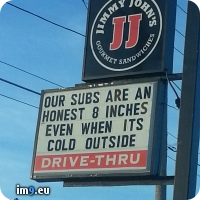 JIMMY JOHN'S
JJ
GOURMET SANDWICHES
OUR SUBS ARE AN
HONEST 8 INCHES
EVEN WHEN ITS
COLD OUTSIDE
DRIVE-THRU
im9.eu